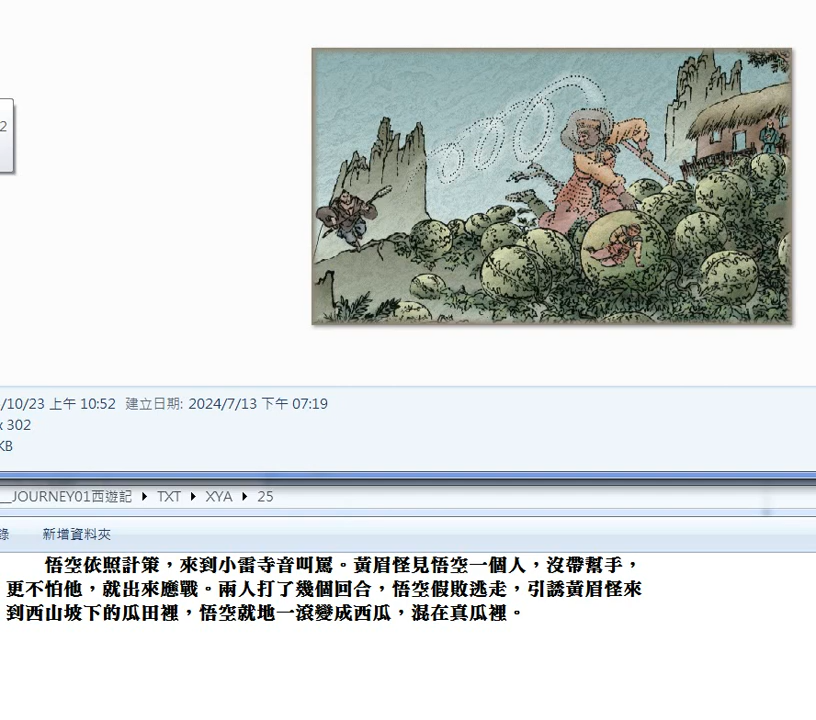 2
/10/23 上午 10:52 建立日期: 2024/7/13 下午 07:19
x 302
KB
__JOURNEY01西遊記 ▸ TXT ▸ XYA ▸ 25
錄 新增資料夾
悟空依照計策，來到小雷寺音叫罵。黃眉怪見悟空一個人，沒帶幫手，
更不怕他，就出來應戰。兩人打了幾個回合，悟空假敗逃走，引誘黃眉怪來
到西山坡下的瓜田裡，悟空就地一滾變成西瓜，混在真瓜裡。